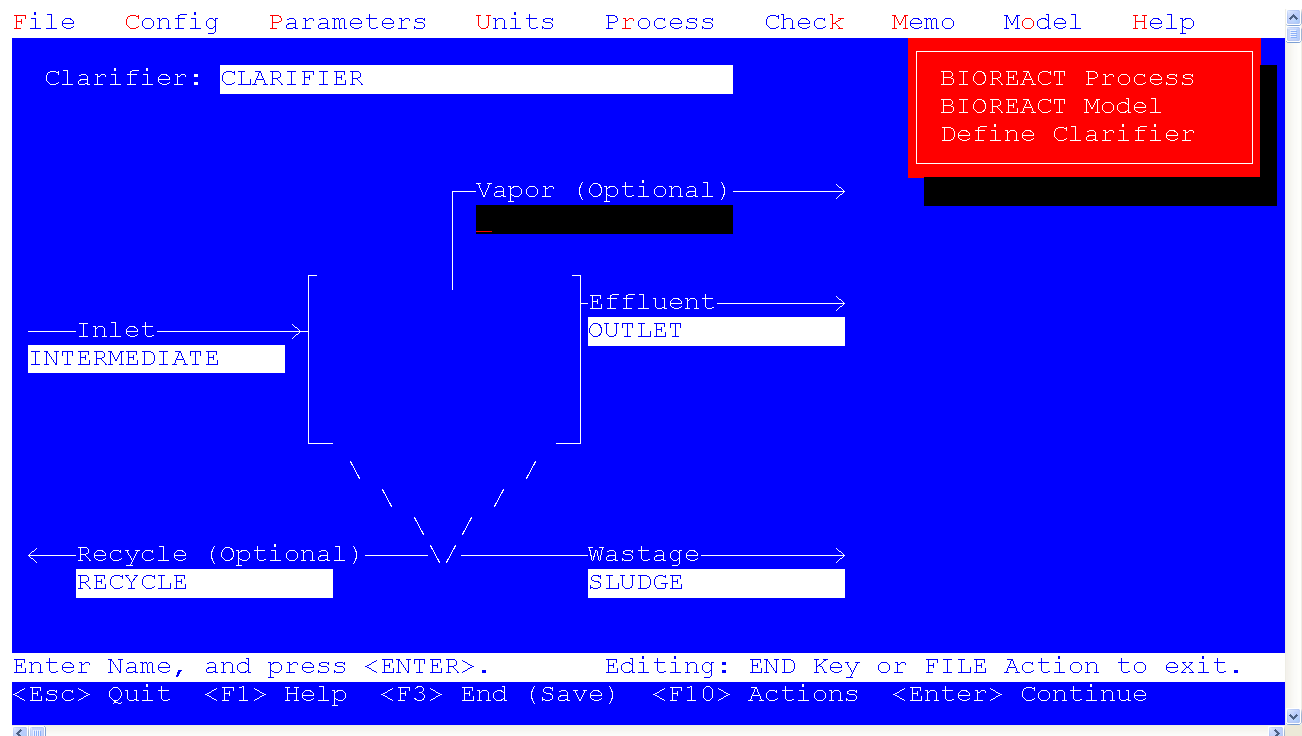 File Config Parameters Units Process Check Memo Model Help
Clarifier: CLARIFIER
BIOREACT Process
BIOREACT Model
Define Clarifier
Vapor (Optional)
Effluent
OUTLET
Inlet
INTERMEDIATE
Recycle (Optional)
RECYCLE
Wastage
SLUDGE
Enter Name, and press <ENTER>. Editing: END Key or FILE Action to exit.
<Esc> Quit <F1> Help <F3> End (Save) <F10> Actions <Enter> Continue